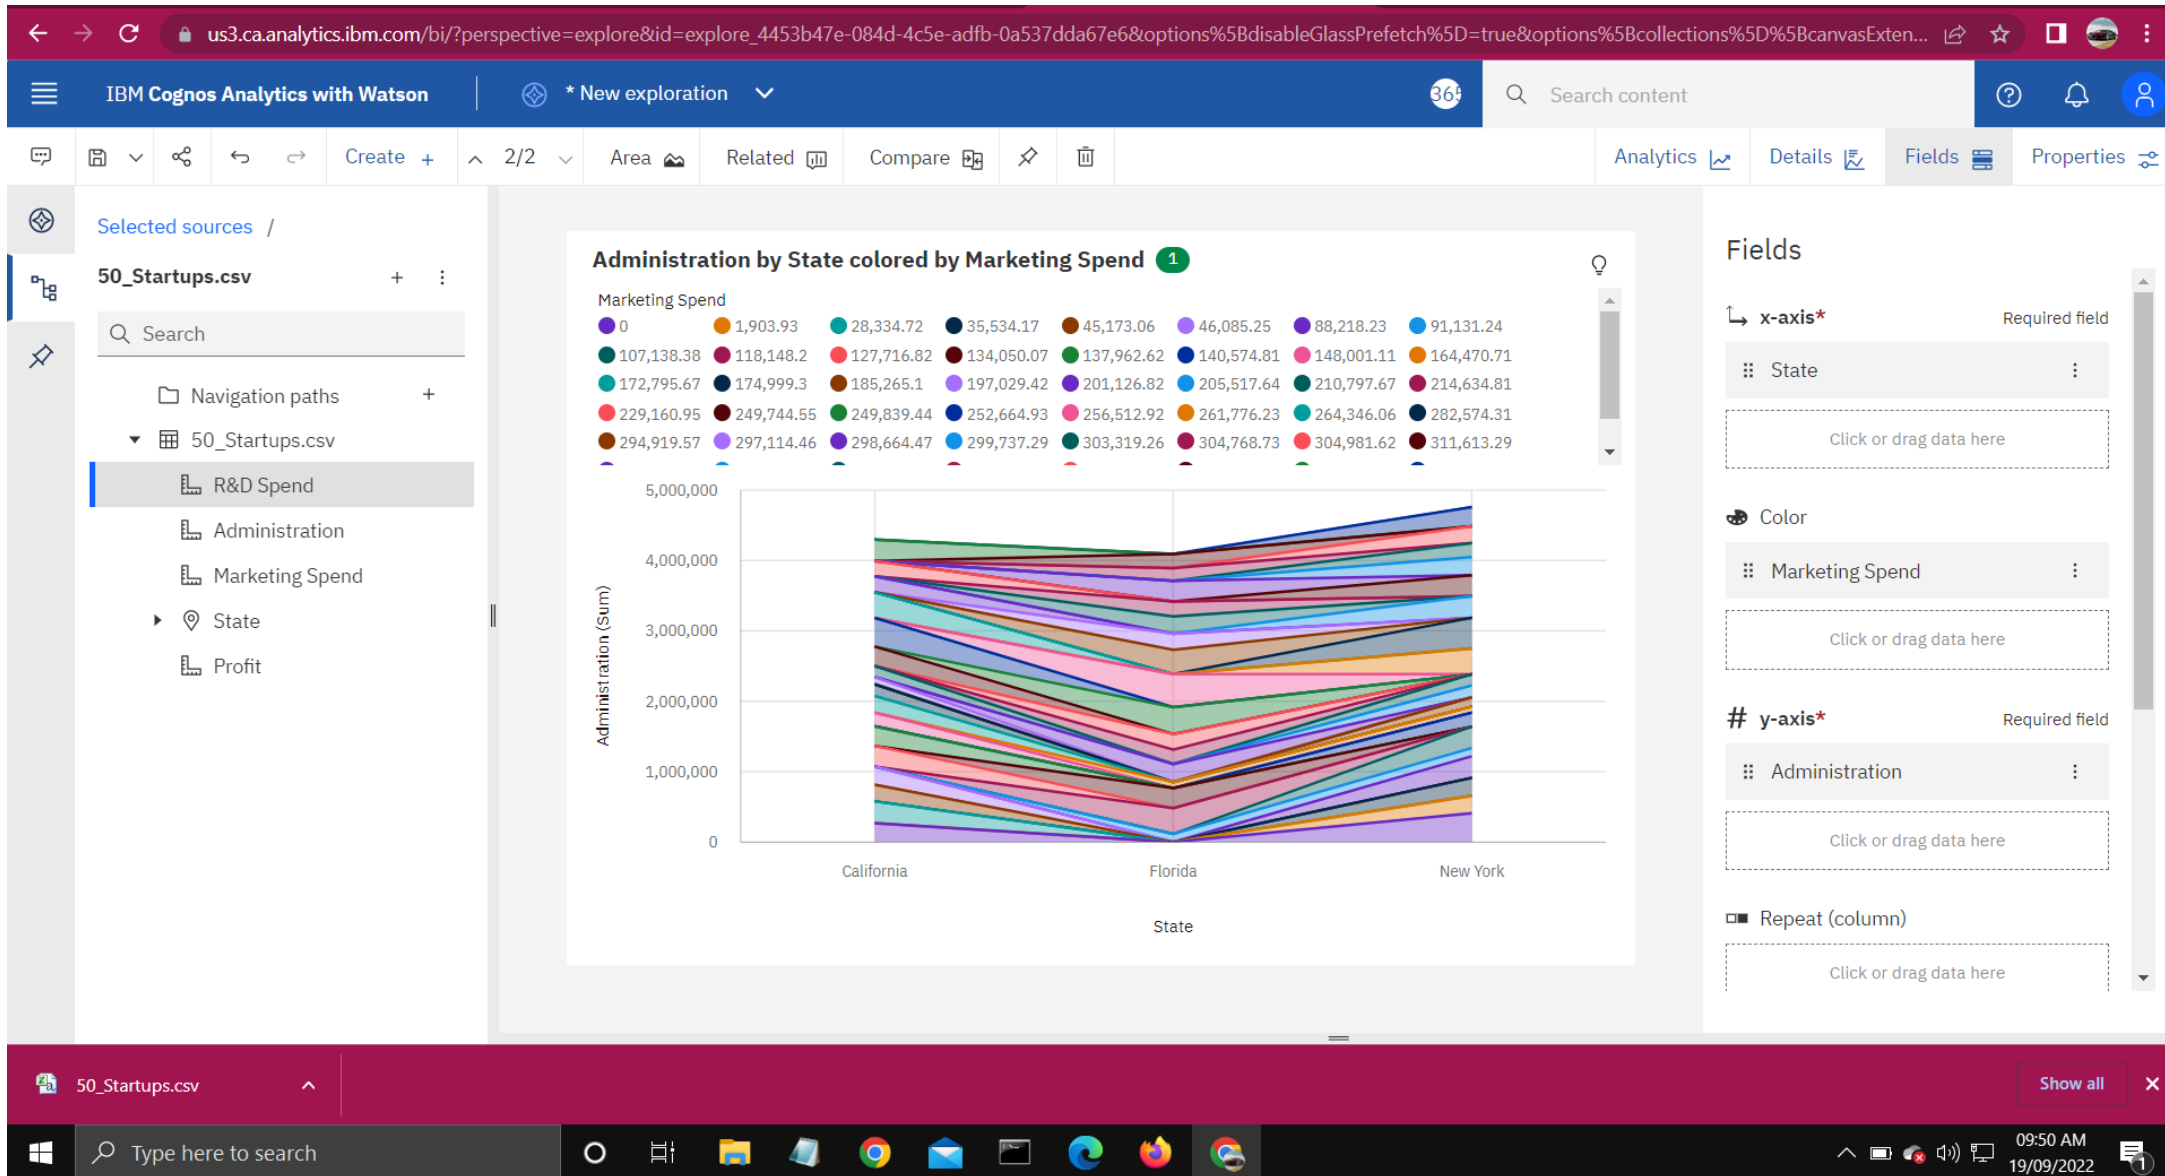 us3.ca.analytics.ibm.com/bi/?perspective=explore&id=explore_4453b47e-084d-4c5e-adfb-0a537dda67e6&options%5BdisableGlassPrefetch%5D=true&options%5Bcollections%5D%5BcanvasExten...
IBM Cognos Analytics with Watson
* New exploration
365
Search content
Create +
2/2
Area
Related
Compare
Analytics
Details
Fields
Properties
Selected sources /
50_Startups.csv
Search
Navigation paths
50_Startups.csv
R&D Spend
Administration
Marketing Spend
State
Profit
Administration by State colored by Marketing Spend 1
Marketing Spend
0 1,903.93 28,334.72 35,534.17 45,173.06 46,085.25 88,218.23 91,131.24
107,138.38 118,148.2 127,716.82 134,050.07 137,962.62 140,574.81 148,001.11 164,470.71
172,795.67 174,999.3 185,265.1 197,029.42 201,126.82 205,517.64 210,797.67 214,634.81
229,160.95 249,744.55 249,839.44 252,664.93 256,512.92 261,776.23 264,346.06 282,574.31
294,919.57 297,114.46 298,664.47 299,737.29 303,319.26 304,768.73 304,981.62 311,613.29
Administration (Sum)
5,000,000
4,000,000
3,000,000
2,000,000
1,000,000
0
California Florida New York
State
Fields
x-axis* Required field
State
Click or drag data here
Color
Marketing Spend
Click or drag data here
# y-axis* Required field
Administration
Click or drag data here
Repeat (column)
Click or drag data here
50_Startups.csv
Show all
Type here to search
09:50 AM
19/09/2022
1